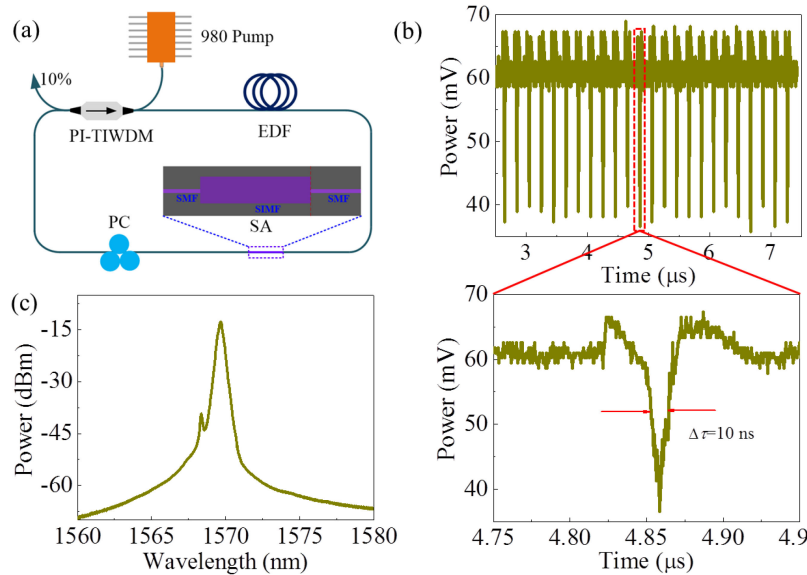 (a)
980 Pump
10%
PI-TIWDM
EDF
SMF
SIMF
SMF
SA
PC
(b)
Power (mV)
70
60
50
40
3 4 5 6 7
Time (μs)
(c)
Power (dBm)
-15
-30
-45
-60
1560 1565 1570 1575 1580
Wavelength (nm)
Power (mV)
70
60
50
40
Δτ=10 ns
4.75 4.80 4.85 4.90 4.9
Time (μs)